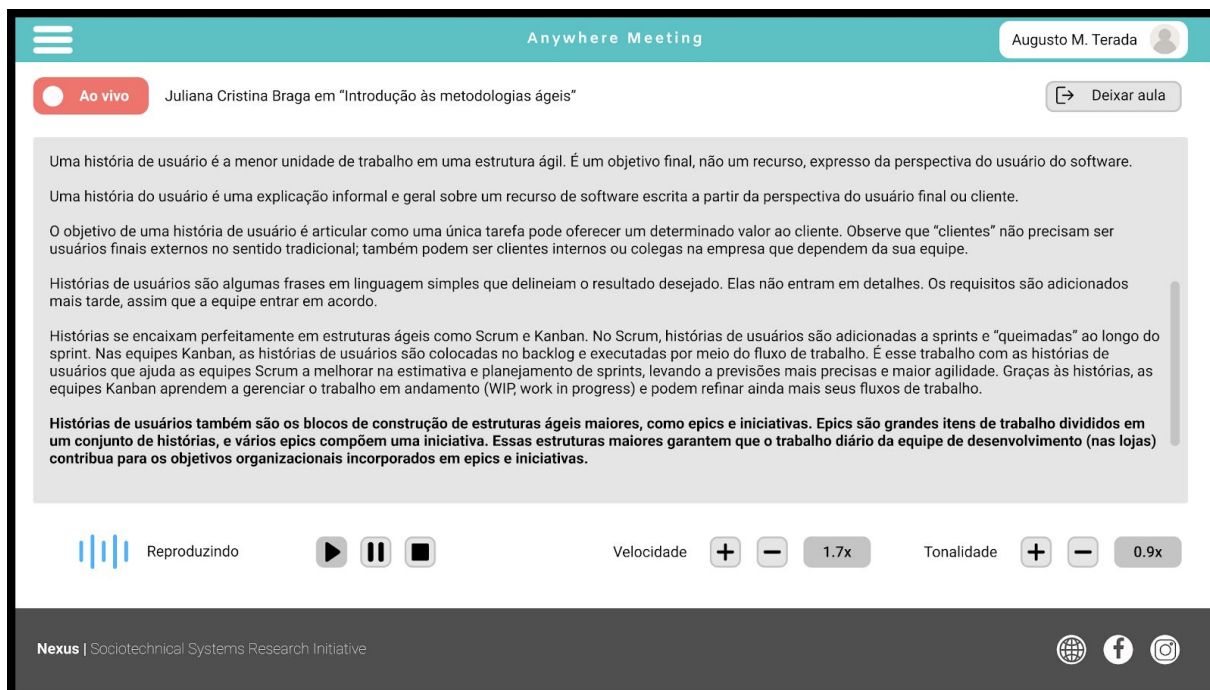 Anywhere Meeting
Augusto M. Terada
Ao vivo
Juliana Cristina Braga em “Introdução às metodologias ágeis”
Deixar aula
Uma história de usuário é a menor unidade de trabalho em uma estrutura ágil. É um objetivo final, não um recurso, expresso da perspectiva do usuário do software.
Uma história do usuário é uma explicação informal e geral sobre um recurso de software escrita a partir da perspectiva do usuário final ou cliente.
O objetivo de uma história de usuário é articular como uma única tarefa pode oferecer um determinado valor ao cliente. Observe que “clientes” não precisam ser
usuários finais externos no sentido tradicional; também podem ser clientes internos ou colegas na empresa que dependem da sua equipe.
Histórias de usuários são algumas frases em linguagem simples que delineiam o resultado desejado. Elas não entram em detalhes. Os requisitos são adicionados
mais tarde, assim que a equipe entrar em acordo.
Histórias se encaixam perfeitamente em estruturas ágeis como Scrum e Kanban. No Scrum, histórias de usuários são adicionadas a sprints e “queimadas” ao longo do
sprint. Nas equipes Kanban, as histórias de usuários são colocadas no backlog e executadas por meio do fluxo de trabalho. É esse trabalho com as histórias de
usuários que ajuda as equipes Scrum a melhorar na estimativa e planejamento de sprints, levando a previsões mais precisas e maior agilidade. Graças às histórias, as
equipes Kanban aprendem a gerenciar o trabalho em andamento (WIP, work in progress) e podem refinar ainda mais seus fluxos de trabalho.
Histórias de usuários também são os blocos de construção de estruturas ágeis maiores, como epics e iniciativas. Epics são grandes itens de trabalho divididos em
um conjunto de histórias, e vários epics compõem uma iniciativa. Essas estruturas maiores garantem que o trabalho diário da equipe de desenvolvimento (nas lojas)
contribua para os objetivos organizacionais incorporados em epics e iniciativas.
Reproduzindo
Velocidade
1.7x
Tonalidade
0.9x
Nexus | Sociotechnical Systems Research Initiative